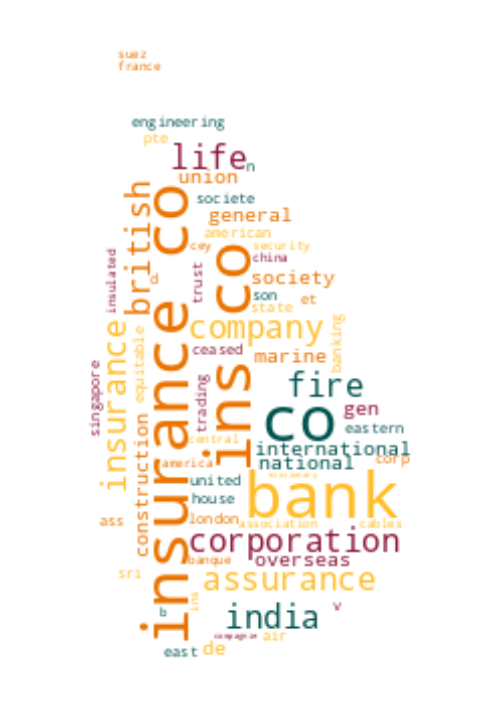 suez
france
engineering
pte
life
n
union
british
insurance co
societe
general
american
cey
security
insulated
d
trust
china
ins co
society
son
et
state
company
insurance
equitable
banking
ceased
marine
singapore
trading
fire
co
gen
eastern
central
international
construction
america
national
corp
united
bank
house
ass
london
association
cables
corporation
banque
overseas
sri
assurance
ins
b
india
v
compagnie
air
east
de